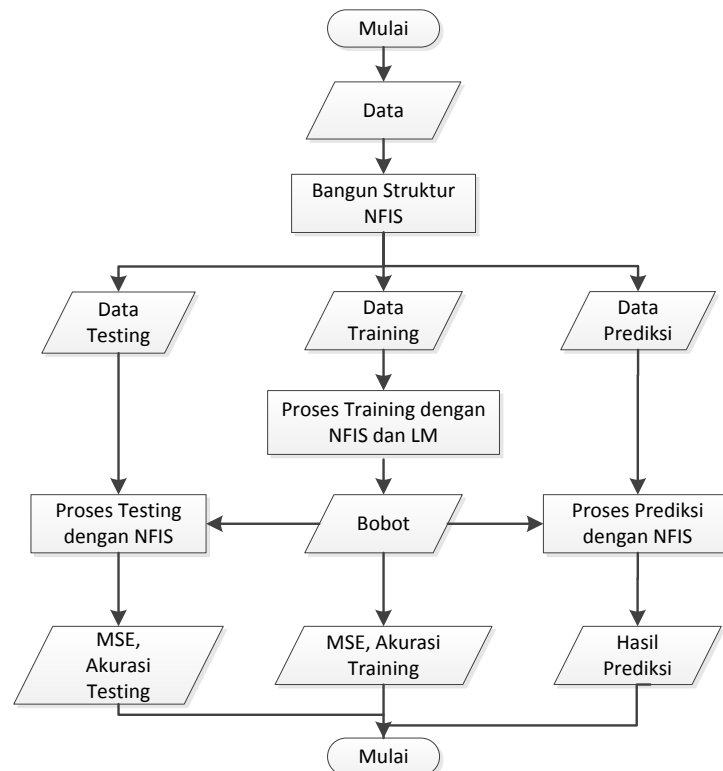 Mulai
Data
Bangun Struktur
NFIS
Data
Testing
Data
Training
Data
Prediksi
Proses Training dengan
NFIS dan LM
Proses Testing
dengan NFIS
Bobot
Proses Prediksi
dengan NFIS
MSE,
Akurasi
Testing
MSE, Akurasi
Training
Hasil
Prediksi
Mulai